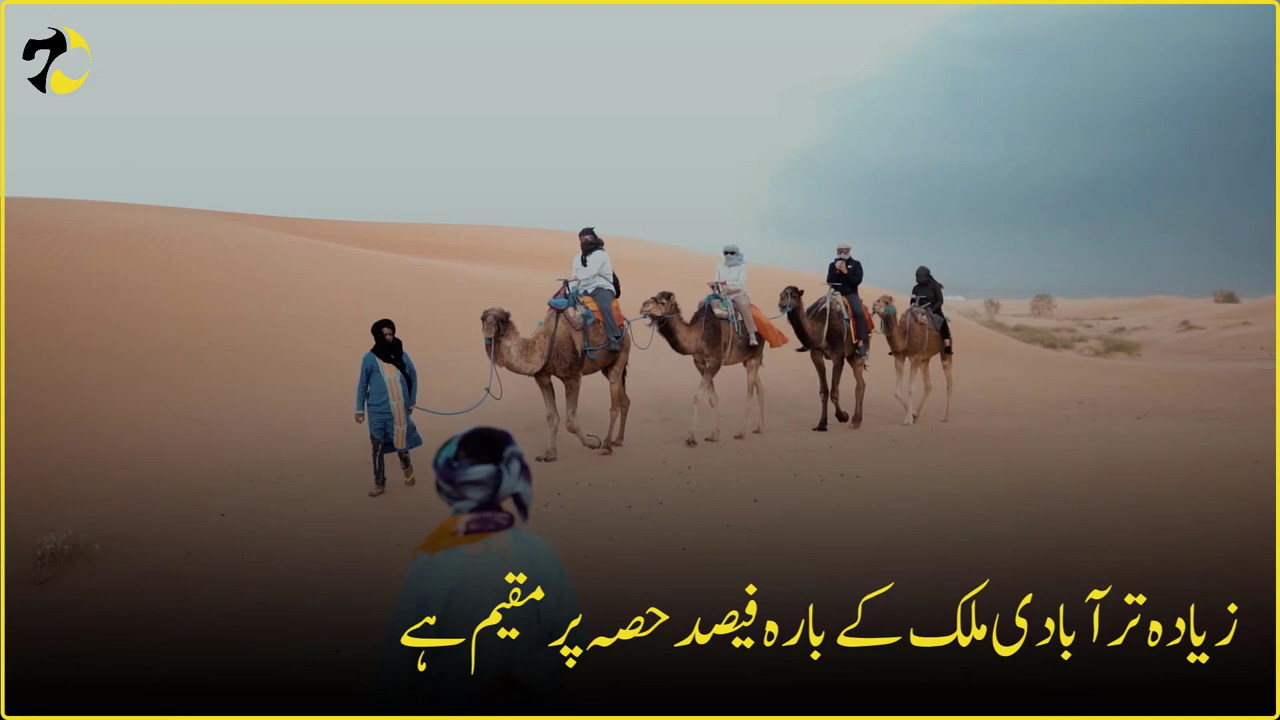 زیادہ تر آبادی ملک کے بارہ فیصد حصہ پر مقیم ہے